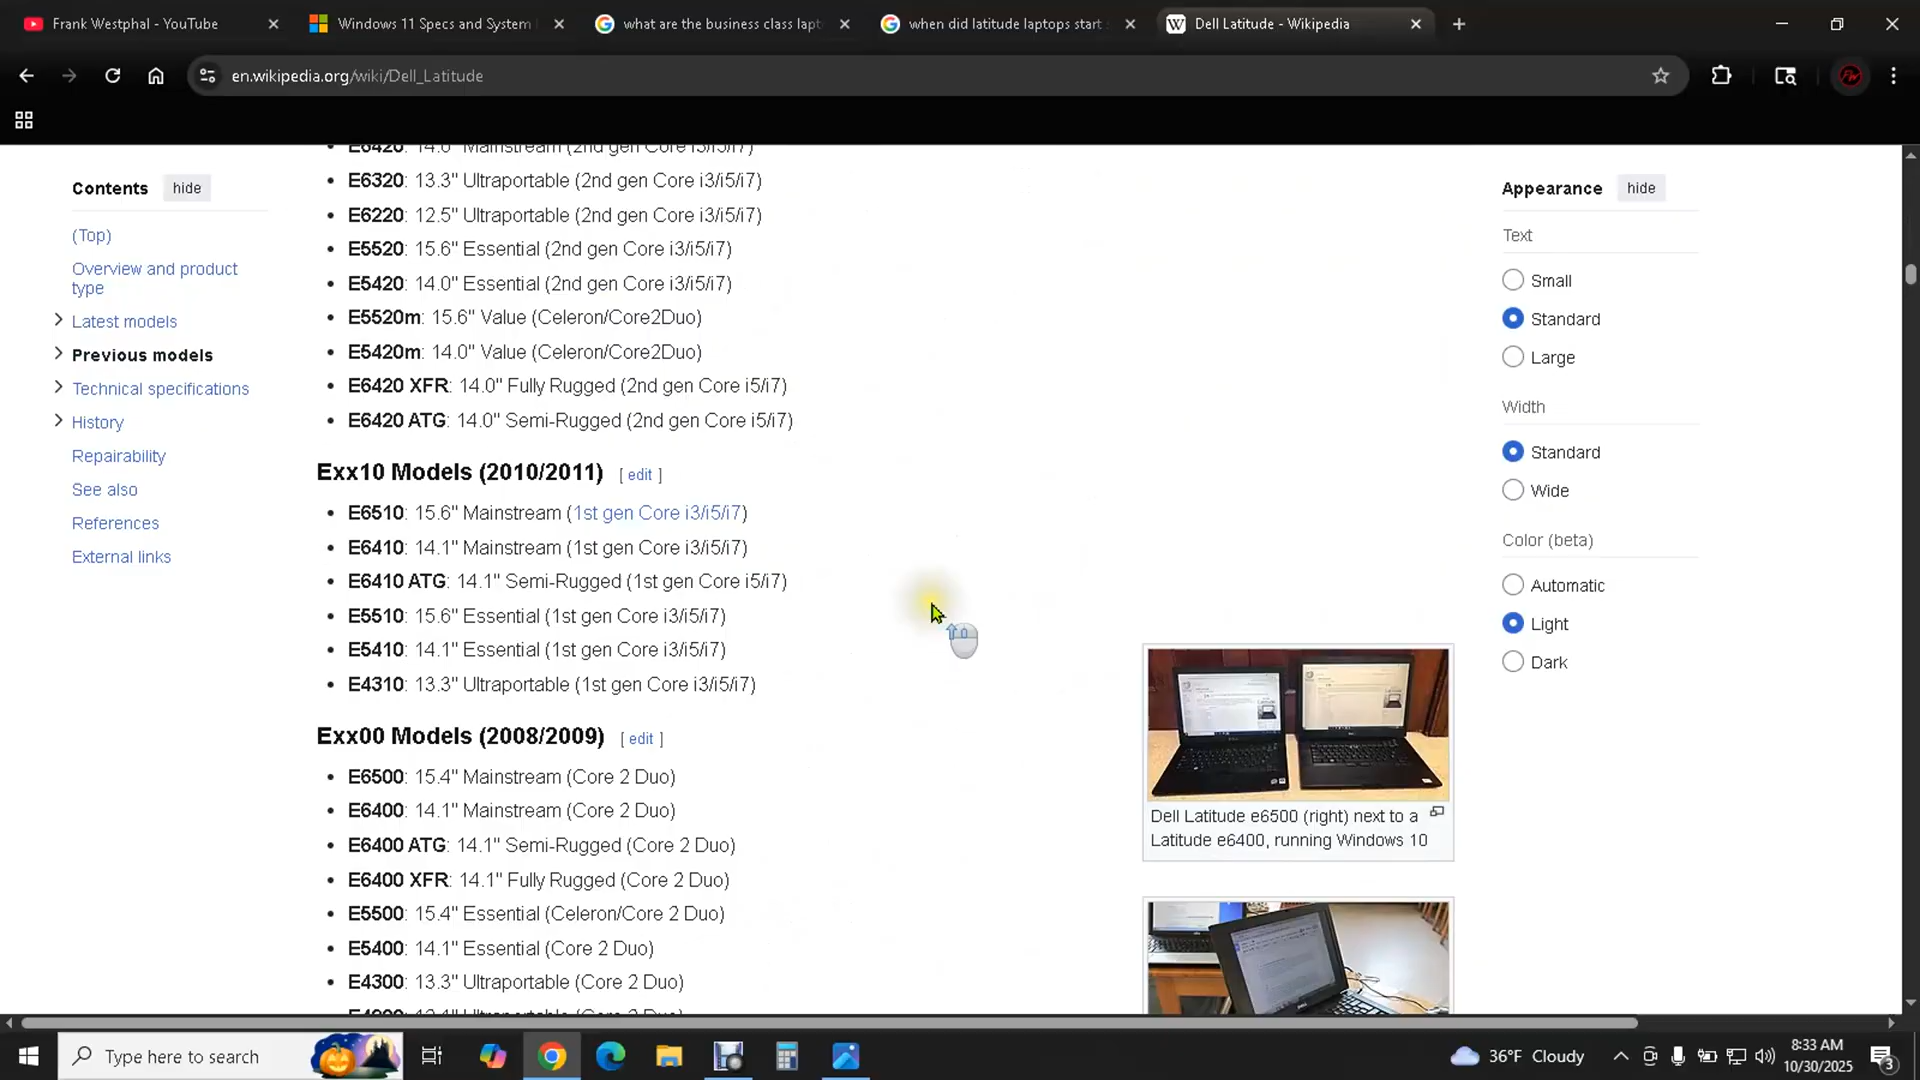 Frank Westphal - YouTube
Windows 11 Specs and System
what are the business class lapt
when did latitude laptops start
Dell Latitude - Wikipedia
en.wikipedia.org/wiki/Dell_Latitude
Contents
hide
(Top)
Overview and product
type
Latest models
Previous models
Technical specifications
History
Repairability
See also
References
External links
E6420: 14.0" Mainstream (2nd gen Core i3/i5/i7)
E6320: 13.3" Ultraportable (2nd gen Core i3/i5/i7)
E6220: 12.5" Ultraportable (2nd gen Core i3/i5/i7)
E5520: 15.6" Essential (2nd gen Core i3/i5/i7)
E5420: 14.0" Essential (2nd gen Core i3/i5/i7)
E5520m: 15.6" Value (Celeron/Core2Duo)
E5420m: 14.0" Value (Celeron/Core2Duo)
E6420 XFR: 14.0" Fully Rugged (2nd gen Core i5/i7)
E6420 ATG: 14.0" Semi-Rugged (2nd gen Core i5/i7)
Exx10 Models (2010/2011) [ edit ]
E6510: 15.6" Mainstream (1st gen Core i3/i5/i7)
E6410: 14.1" Mainstream (1st gen Core i3/i5/i7)
E6410 ATG: 14.1" Semi-Rugged (1st gen Core i5/i7)
E5510: 15.6" Essential (1st gen Core i3/i5/i7)
E5410: 14.1" Essential (1st gen Core i3/i5/i7)
E4310: 13.3" Ultraportable (1st gen Core i3/i5/i7)
Exx00 Models (2008/2009) [ edit ]
E6500: 15.4" Mainstream (Core 2 Duo)
E6400: 14.1" Mainstream (Core 2 Duo)
E6400 ATG: 14.1" Semi-Rugged (Core 2 Duo)
E6400 XFR: 14.1" Fully Rugged (Core 2 Duo)
E5500: 15.4" Essential (Celeron/Core 2 Duo)
E5400: 14.1" Essential (Core 2 Duo)
E4300: 13.3" Ultraportable (Core 2 Duo)
Dell Latitude e6500 (right) next to a
Latitude e6400, running Windows 10
Appearance
hide
Text
Small
Standard
Large
Width
Standard
Wide
Color (beta)
Automatic
Light
Dark
Type here to search
36°F Cloudy
8:33 AM
10/30/2025
3